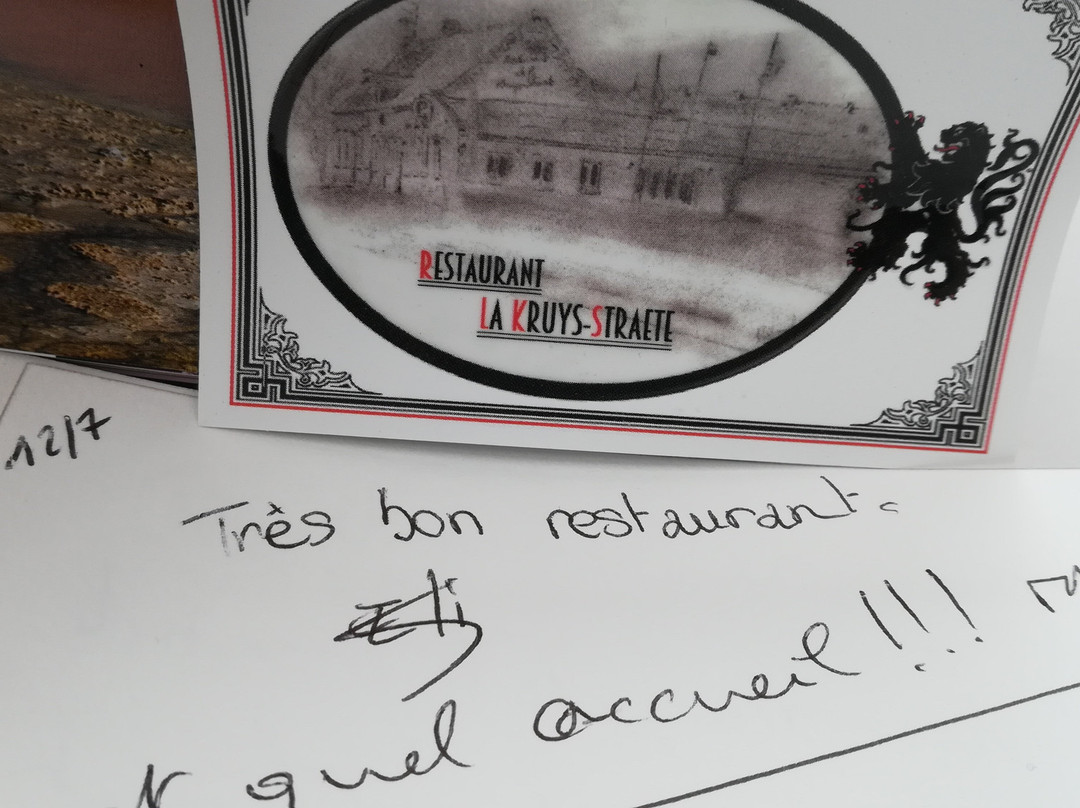 RESTAURANT
LA KRUYS-STRAETE
12/7
Très bon restaurant.
quel accueil !!!